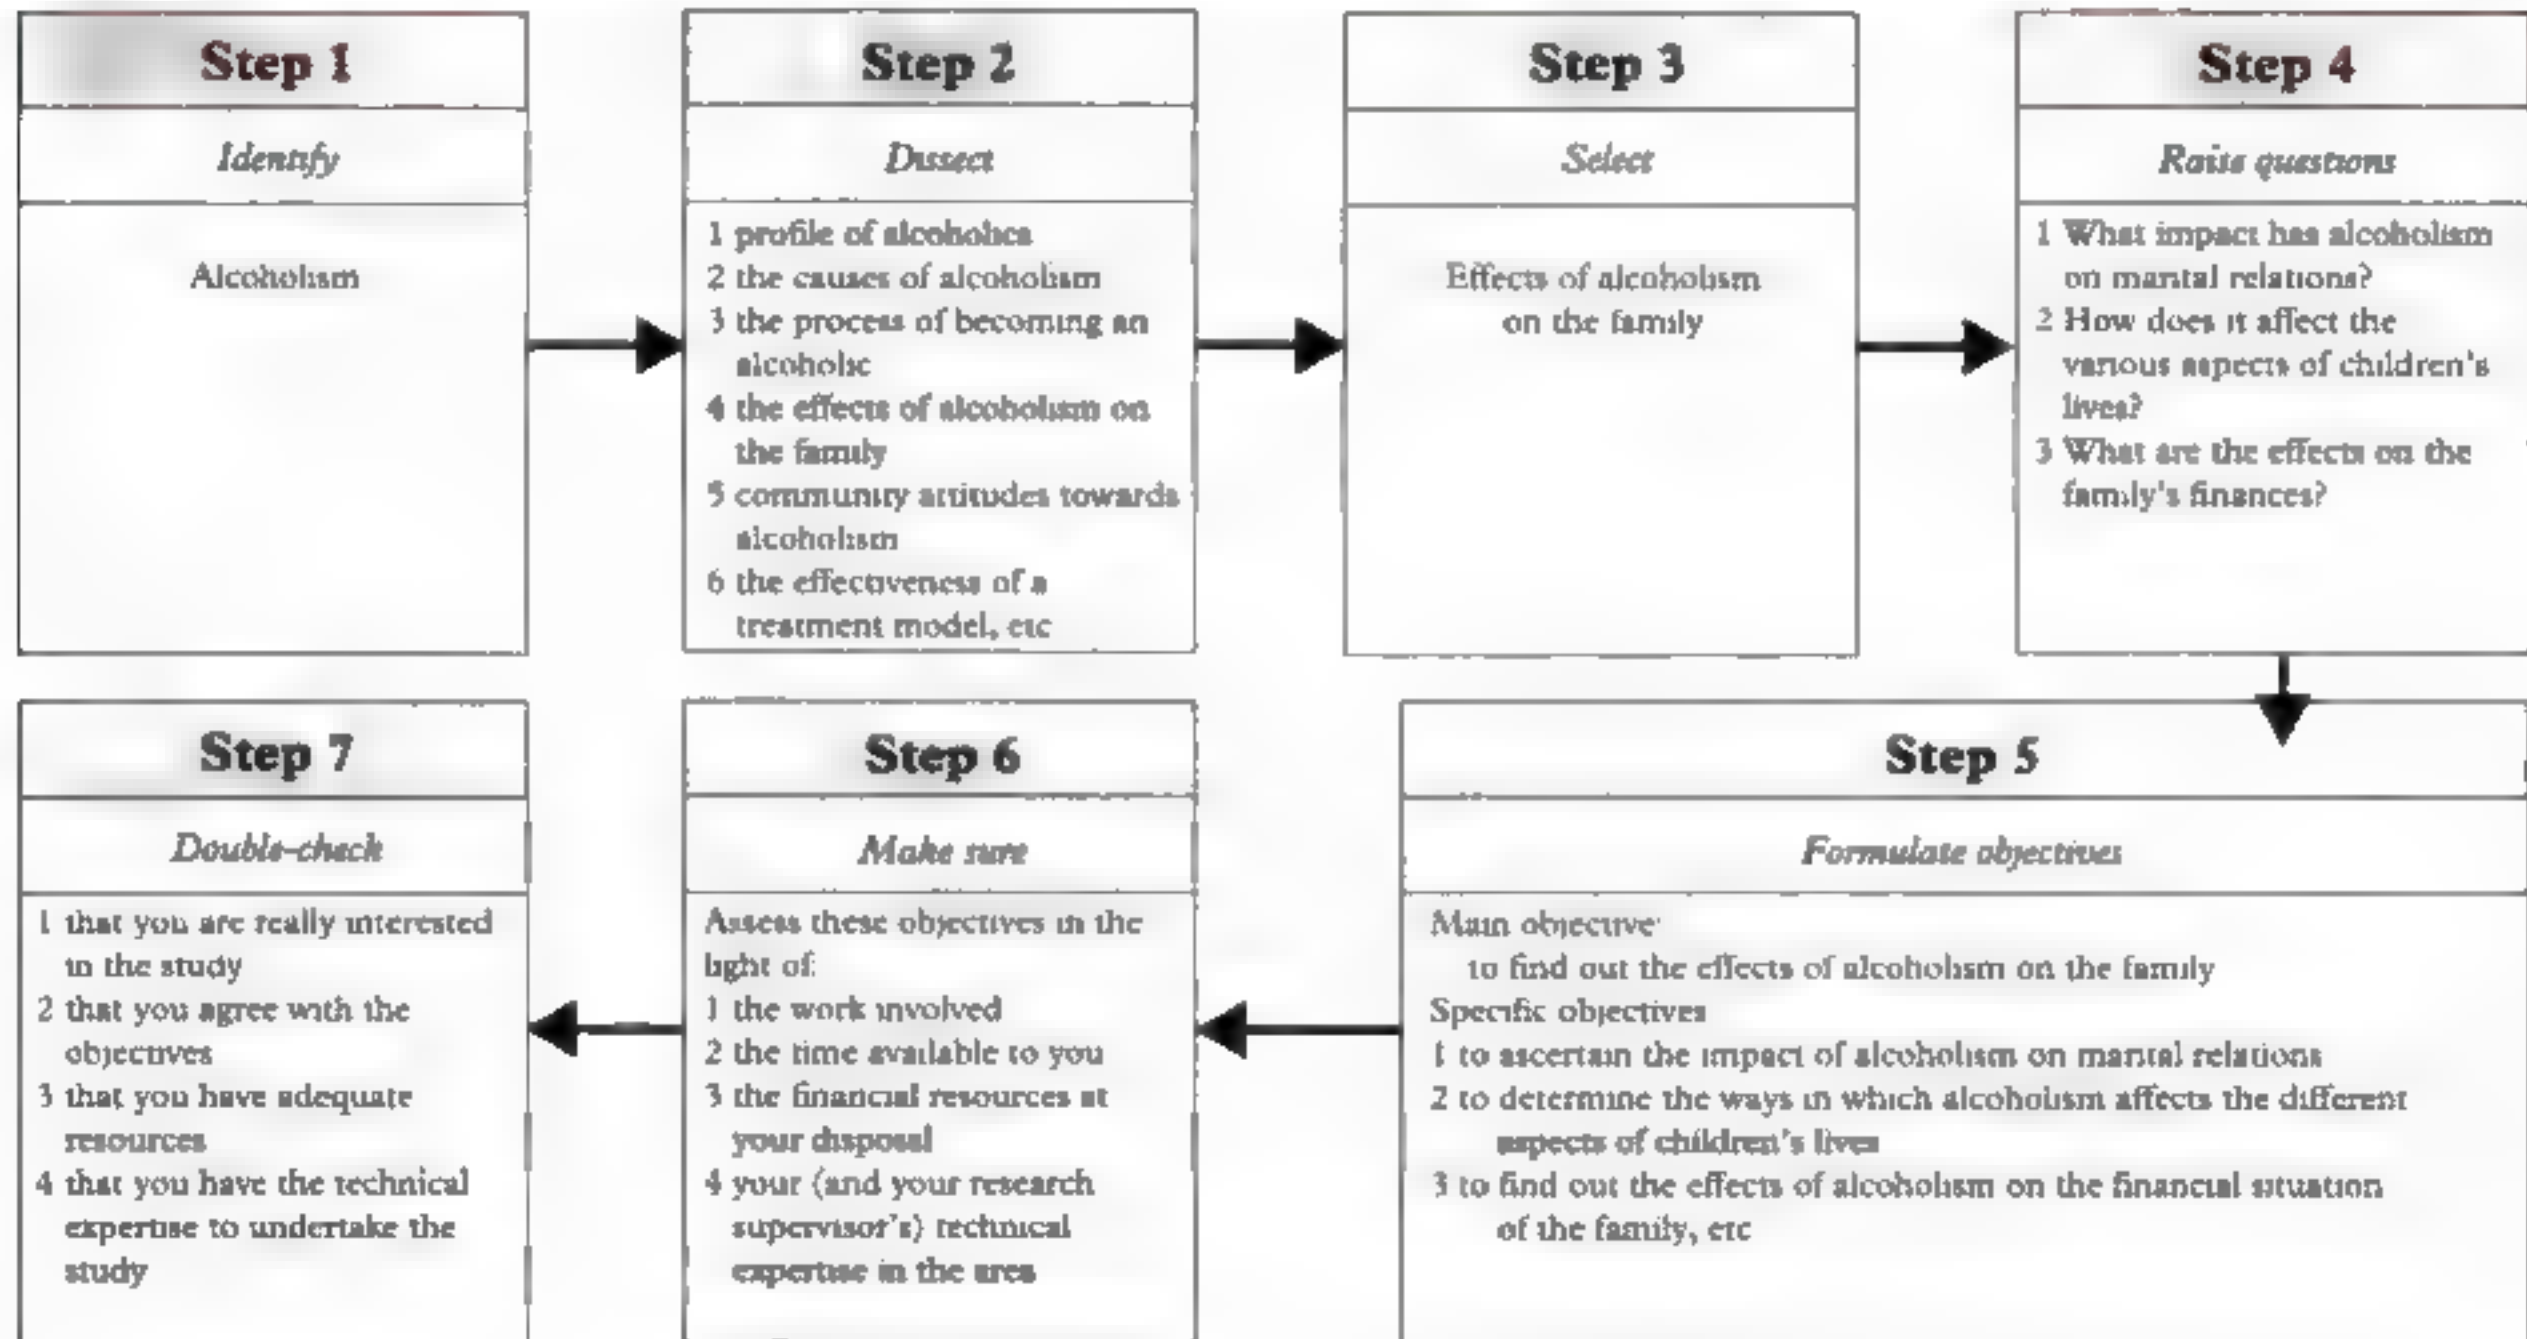 Step 1
Identify
Alcoholism
Step 2
Dissect
1 profile of alcoholics
2 the causes of alcoholism
3 the process of becoming an
alcoholic
4 the effects of alcoholism on
the family
5 community attitudes towards
alcoholism
6 the effectiveness of a
treatment model, etc
Step 3
Select
Effects of alcoholism
on the family
Step 4
Raise questions
1 What impact has alcoholism
on marital relations?
2 How does it affect the
various aspects of children's
lives?
3 What are the effects on the
family's finances?
Step 5
Formulate objectives
Main objective:
to find out the effects of alcoholism on the family
Specific objectives
1 to ascertain the impact of alcoholism on marital relations
2 to determine the ways in which alcoholism affects the different
aspects of children's lives
3 to find out the effects of alcoholism on the financial situation
of the family, etc
Step 6
Make sure
Assess these objectives in the
light of:
1 the work involved
2 the time available to you
3 the financial resources at
your disposal
4 your (and your research
supervisor's) technical
expertise in the area
Step 7
Double-check
1 that you are really interested
in the study
2 that you agree with the
objectives
3 that you have adequate
resources
4 that you have the technical
expertise to undertake the
study